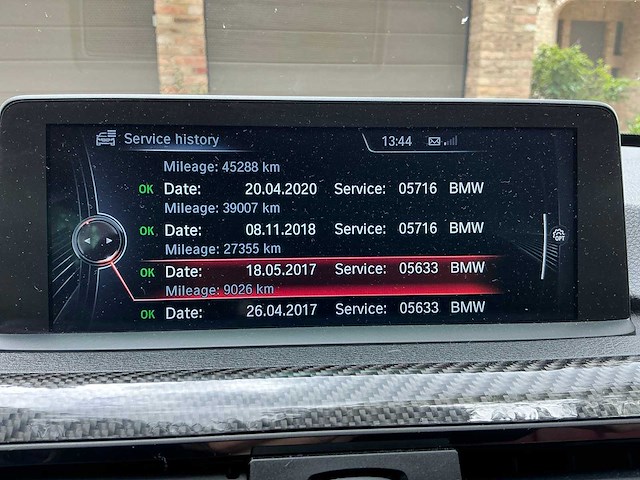 Service history 13:44
Mileage: 45288 km
OK Date: 20.04.2020 Service: 05716 BMW
Mileage: 39007 km
OK Date: 08.11.2018 Service: 05716 BMW
Mileage: 27355 km
OK Date: 18.05.2017 Service: 05633 BMW
Mileage: 9026 km
OK Date: 26.04.2017 Service: 05633 BMW
OPT